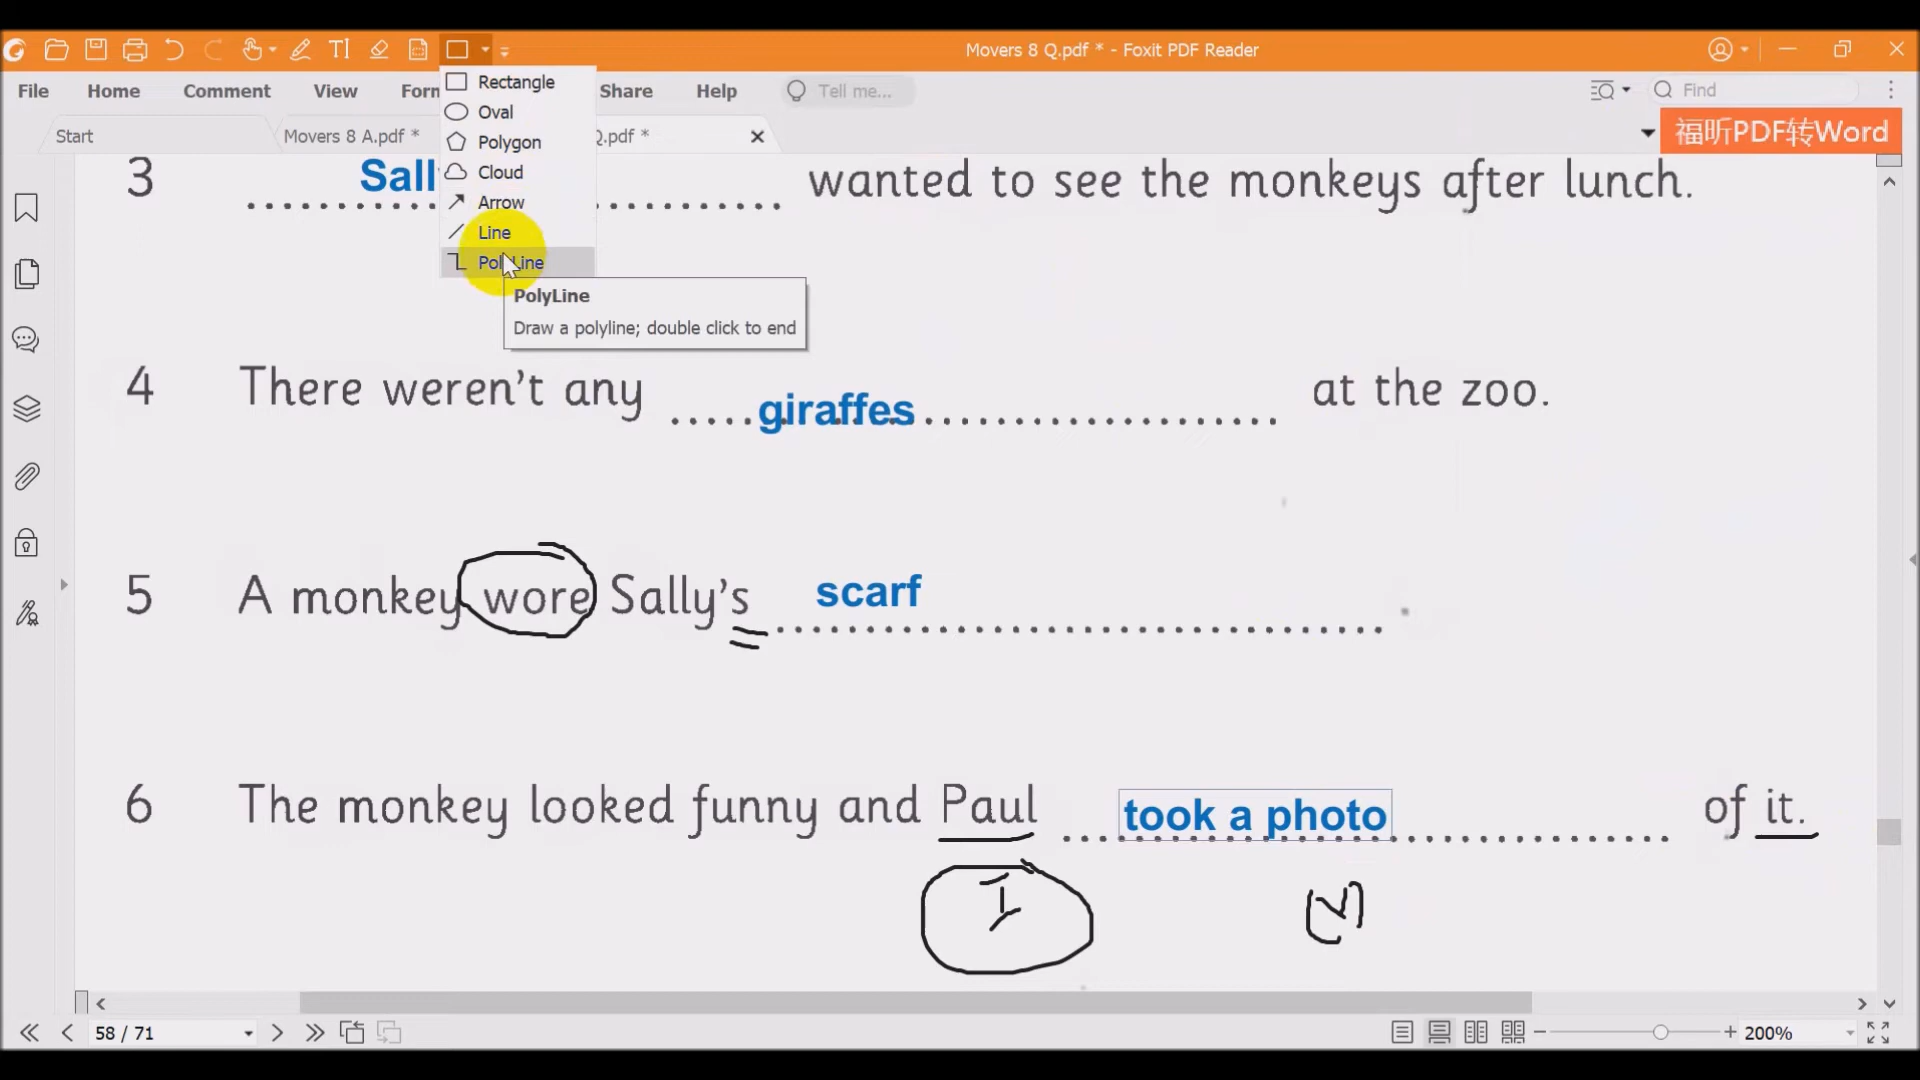 Movers 8 Q.pdf * - Foxit PDF Reader
File Home Comment View Form Share Help Tell me... Find
Start Movers 8 A.pdf * Q.pdf * 福昕PDF转Word
Rectangle
Oval
Polygon
Cloud
Arrow
Line
PolyLine
PolyLine
Draw a polyline; double click to end
3 Sally wanted to see the monkeys after lunch.
4 There weren't any giraffes at the zoo.
5 A monkey wore Sally's scarf
6 The monkey looked funny and Paul took a photo of it.
58 / 71 200%